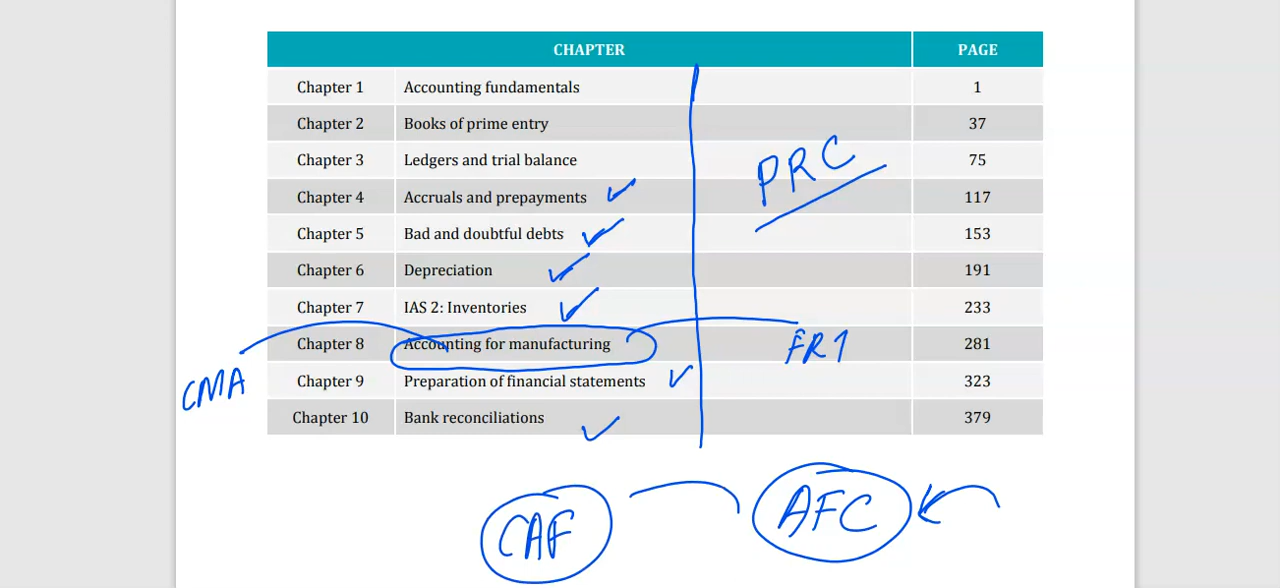 CHAPTER PAGE
Chapter 1 Accounting fundamentals 1
Chapter 2 Books of prime entry 37
Chapter 3 Ledgers and trial balance 75
PRC
Chapter 4 Accruals and prepayments 117
Chapter 5 Bad and doubtful debts 153
Chapter 6 Depreciation 191
Chapter 7 IAS 2: Inventories 233
Chapter 8 Accounting for manufacturing FR1 281
CMA
Chapter 9 Preparation of financial statements 323
Chapter 10 Bank reconciliations 379
CAF AFC